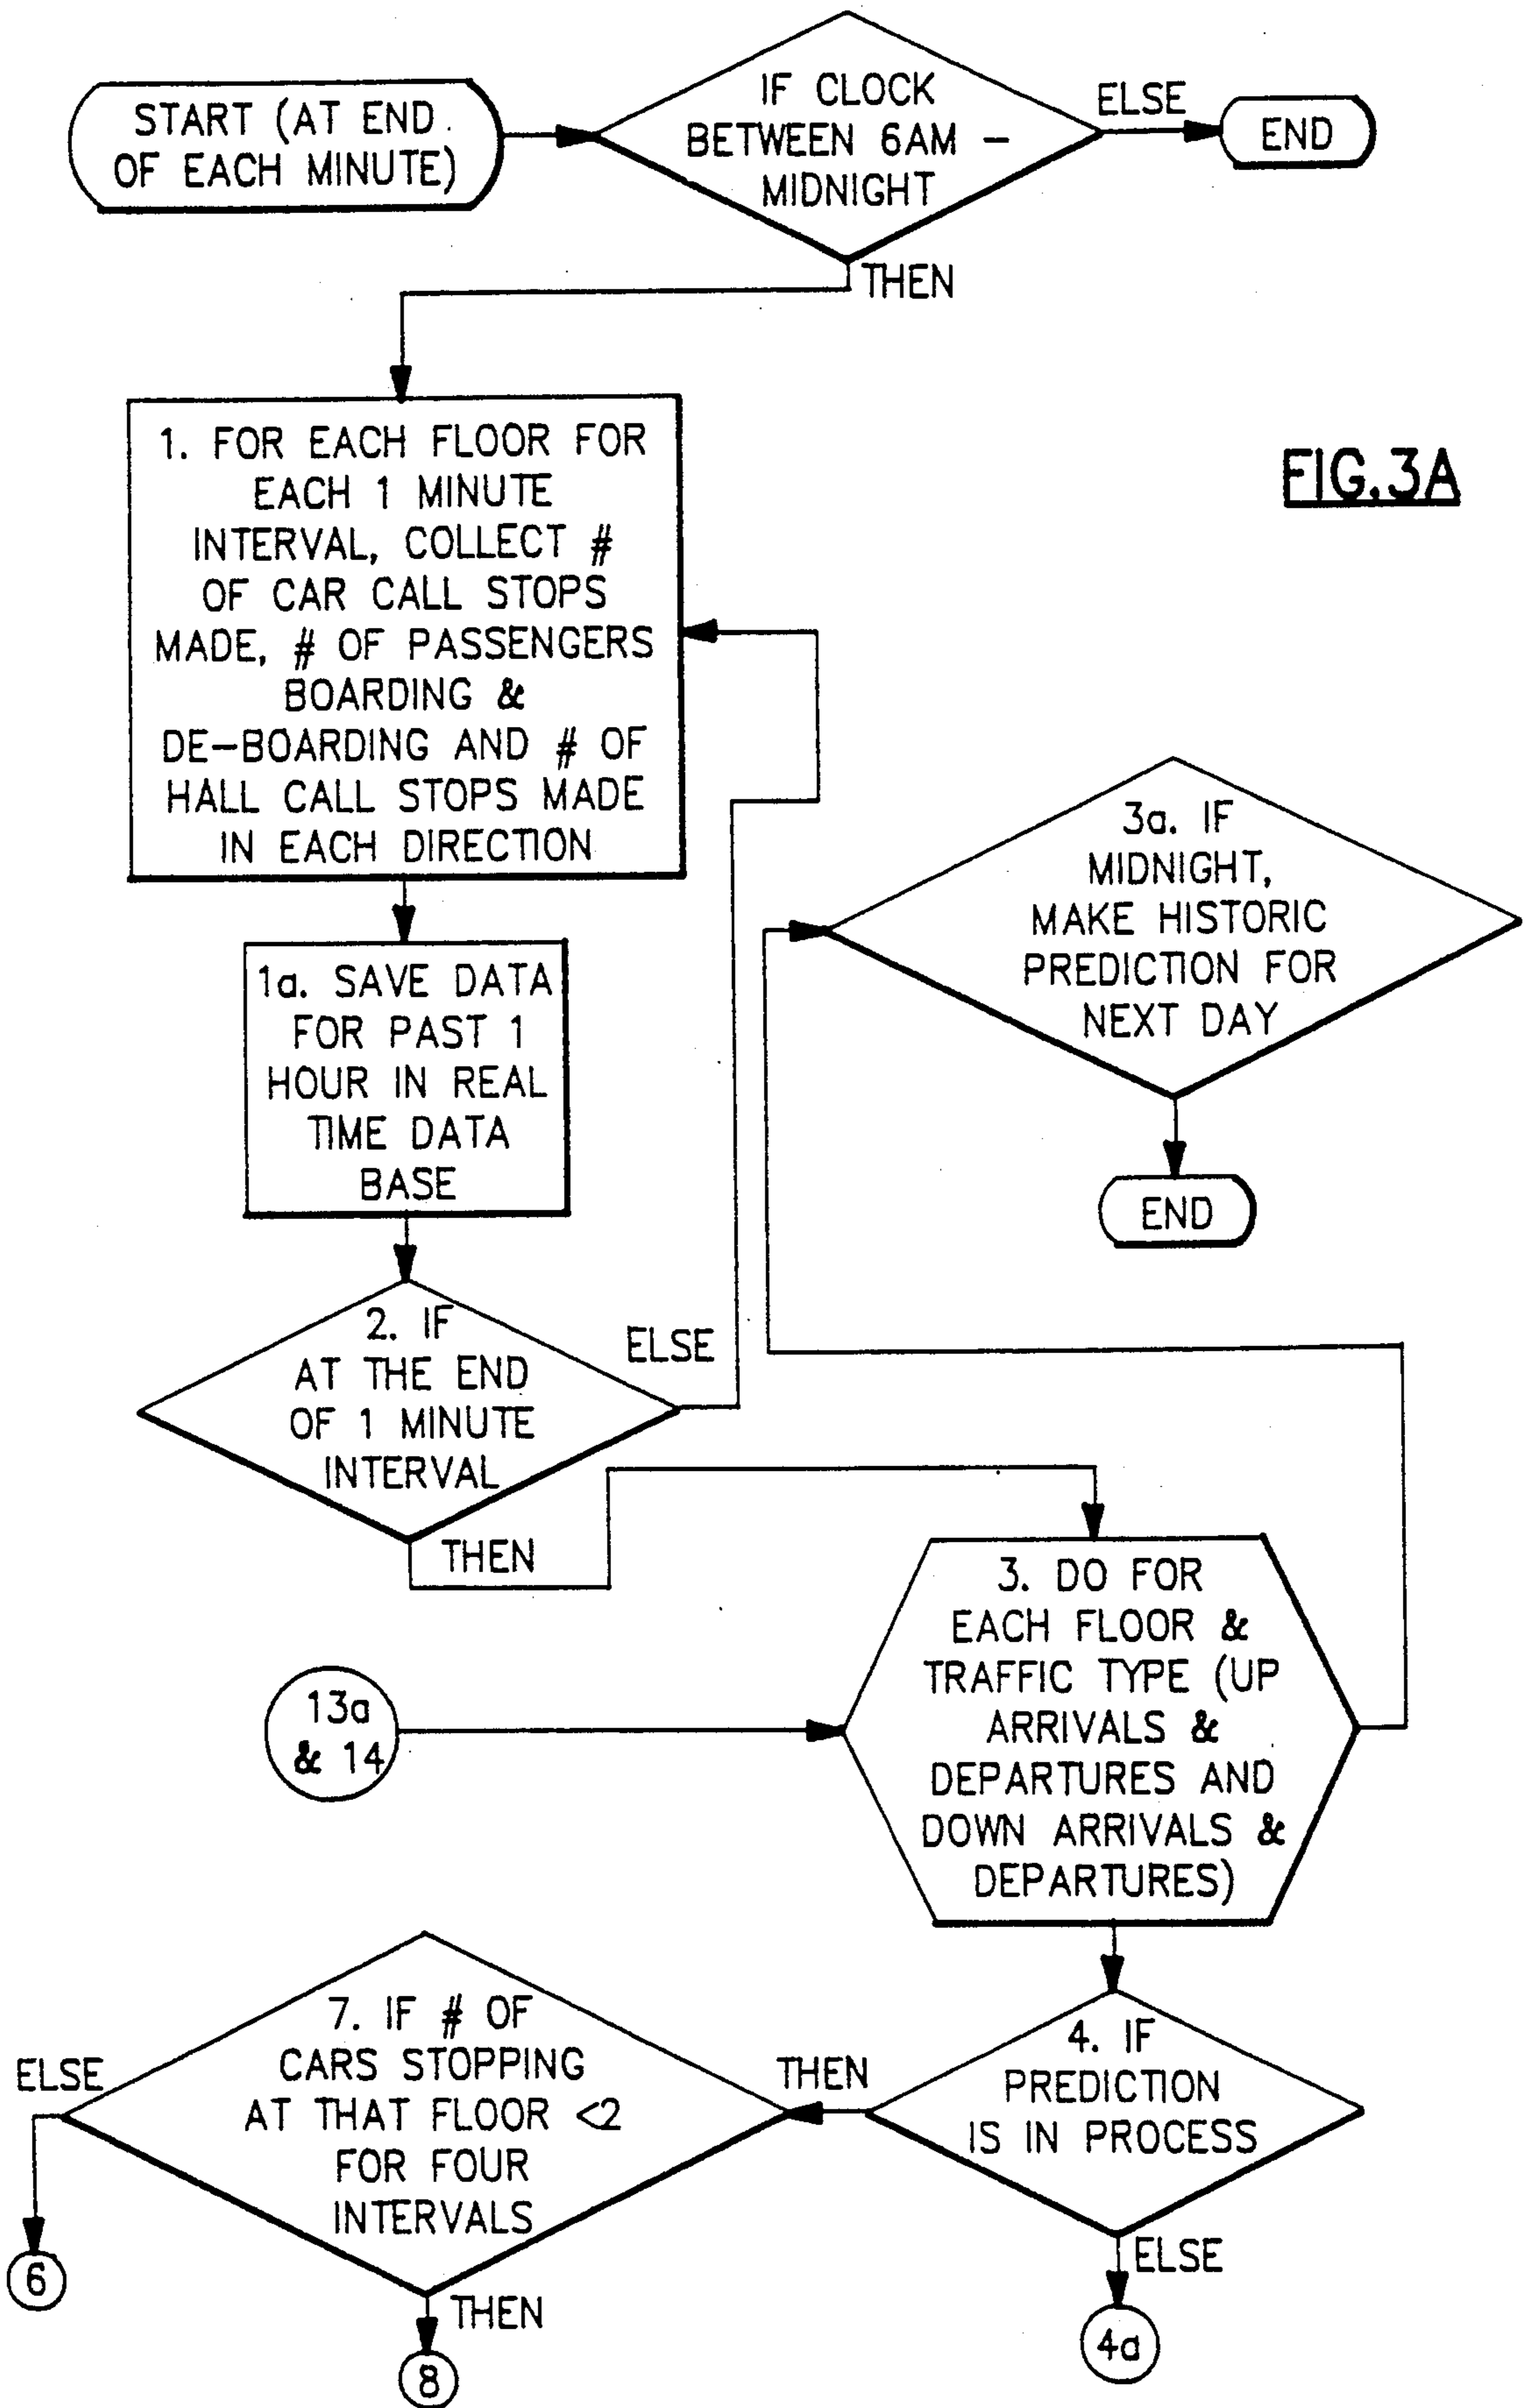 START (AT END
OF EACH MINUTE)
IF CLOCK
BETWEEN 6AM –
MIDNIGHT
ELSE
END
THEN
1. FOR EACH FLOOR FOR
EACH 1 MINUTE
INTERVAL, COLLECT #
OF CAR CALL STOPS
MADE, # OF PASSENGERS
BOARDING &
DE-BOARDING AND # OF
HALL CALL STOPS MADE
IN EACH DIRECTION
FIG.3A
1a. SAVE DATA
FOR PAST 1
HOUR IN REAL
TIME DATA
BASE
3a. IF
MIDNIGHT,
MAKE HISTORIC
PREDICTION FOR
NEXT DAY
END
2. IF
AT THE END
OF 1 MINUTE
INTERVAL
ELSE
THEN
3. DO FOR
EACH FLOOR &
TRAFFIC TYPE (UP
ARRIVALS &
DEPARTURES AND
DOWN ARRIVALS &
DEPARTURES)
13a
& 14
4. IF
PREDICTION
IS IN PROCESS
THEN
ELSE
4a
7. IF # OF
CARS STOPPING
AT THAT FLOOR <2
FOR FOUR
INTERVALS
ELSE
6
THEN
8